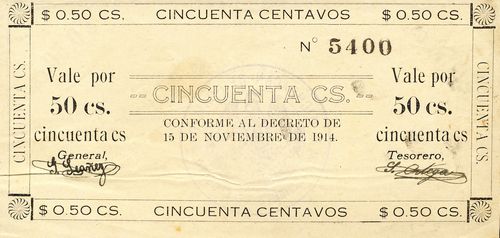 $ 0.50 CS. CINCUENTA CENTAVOS $ 0.50 CS.
Nº 5400
CINCUENTA CS.
Vale por
50 cs.
cincuenta cs
General,
CINCUENTA CS.
CONFORME AL DECRETO DE
15 DE NOVIEMBRE DE 1914.
Vale por
50 cs.
cincuenta cs
Tesorero,
CINCUENTA CS.
$ 0.50 CS. CINCUENTA CENTAVOS $ 0.50 CS.